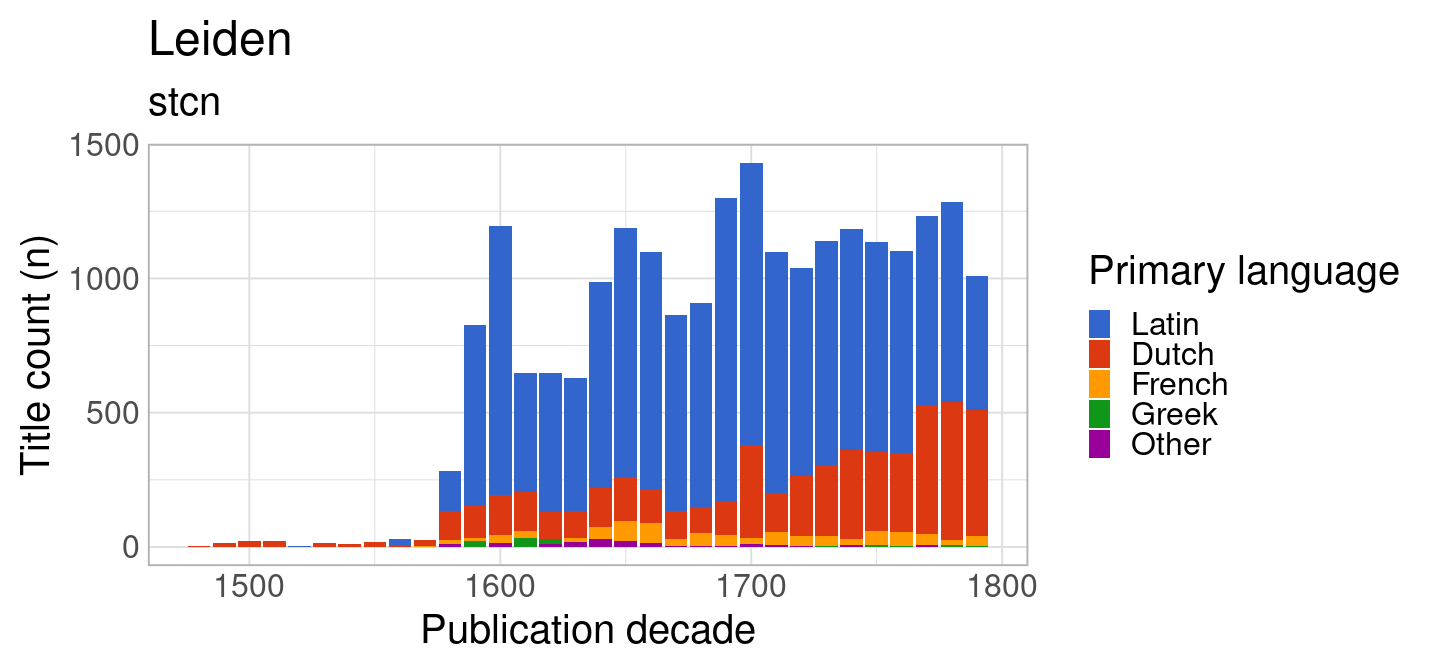 Leiden
stcn
1500
1000
500
0
Title count (n)
1500 1600 1700 1800
Publication decade
Primary language
Latin
Dutch
French
Greek
Other